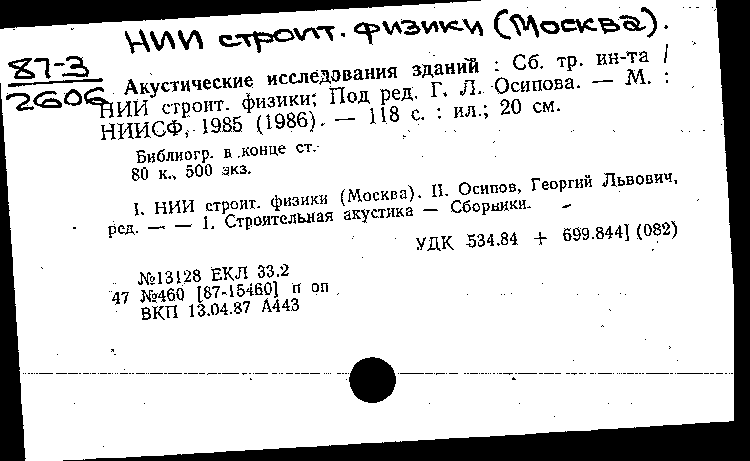 НИИ строит. физики (Москва).
87-3
2606
Акустические исследования зданий : Сб. тр. ин-та /
НИИ строит. физики; Под ред. Г. Л. Осипова. — М. :
НИИСФ, 1985 (1986). — 118 с. : ил.; 20 см.
Библиогр. в конце ст.
80 к., 500 экз.
I. НИИ строит. физики (Москва). II. Осипов, Георгий Львович,
ред. — — 1. Строительная акустика — Сборники.
УДК 534.84 + 699.844] (082)
№13128 ЕКЛ 33.2
47 №460 [87-15460] п оп
ВКП 13.04.87 А443